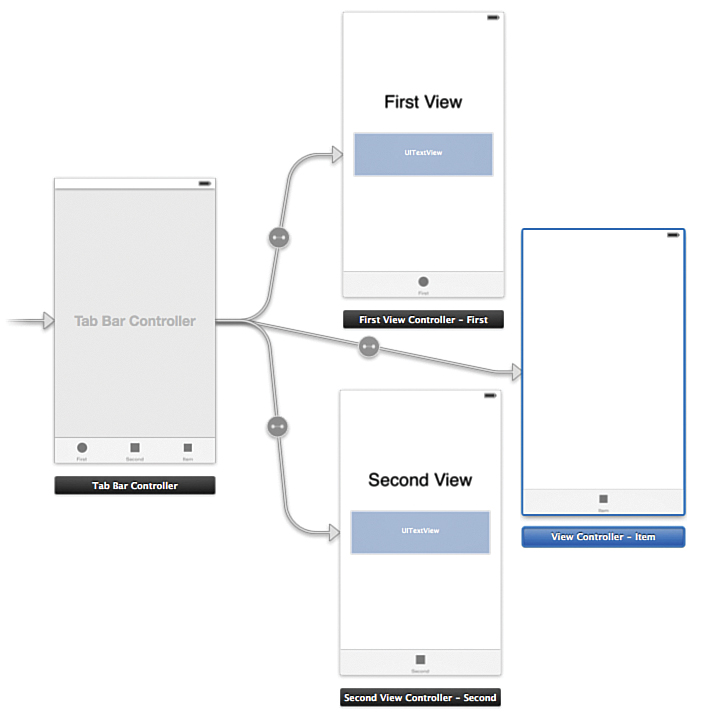 First View
UITextView
First
First View Controller – First
Tab Bar Controller
First
Second
Item
Tab Bar Controller
Item
View Controller – Item
Second View
UITextView
Second
Second View Controller – Second